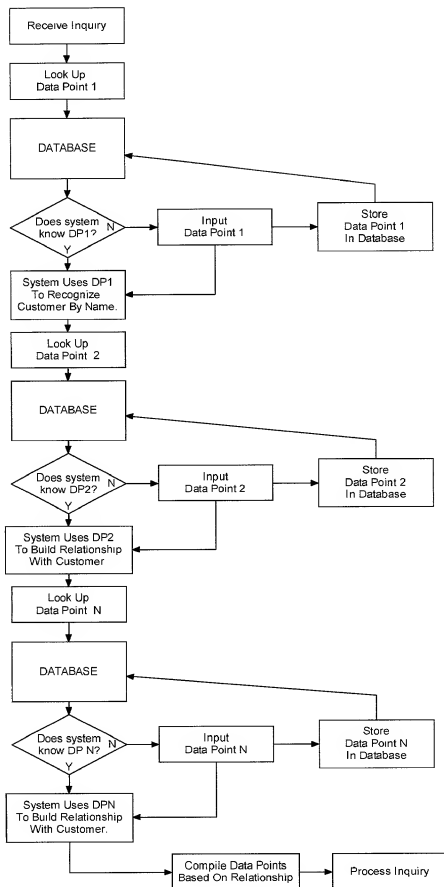 Receive Inquiry
Look Up
Data Point 1
DATABASE
Does system
know DP1?
N
Y
Input
Data Point 1
Store
Data Point 1
In Database
System Uses DP1
To Recognize
Customer By Name.
Look Up
Data Point 2
DATABASE
Does system
know DP2?
N
Y
Input
Data Point 2
Store
Data Point 2
In Database
System Uses DP2
To Build Relationship
With Customer
Look Up
Data Point N
DATABASE
Does system
know DP N?
N
Y
Input
Data Point N
Store
Data Point N
In Database
System Uses DPN
To Build Relationship
With Customer.
Compile Data Points
Based On Relationship
Process Inquiry